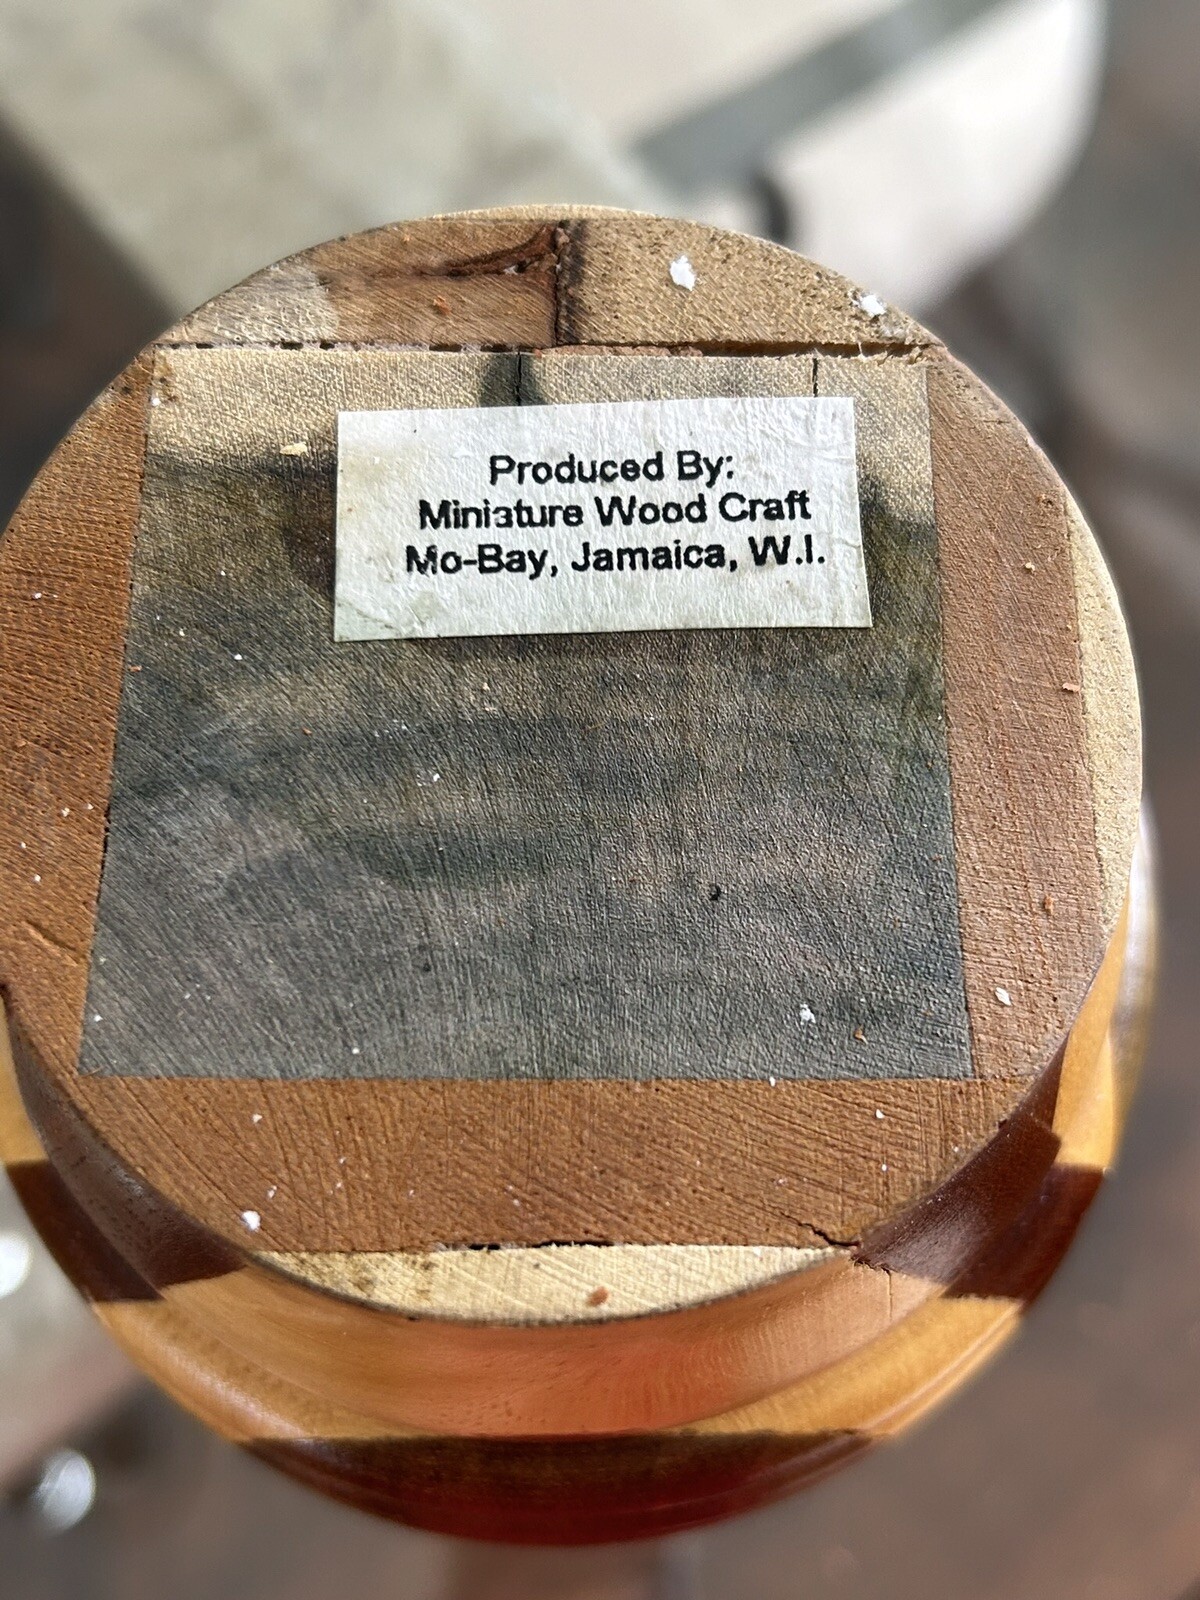 Produced By:
Miniature Wood Craft
Mo-Bay, Jamaica, W.I.